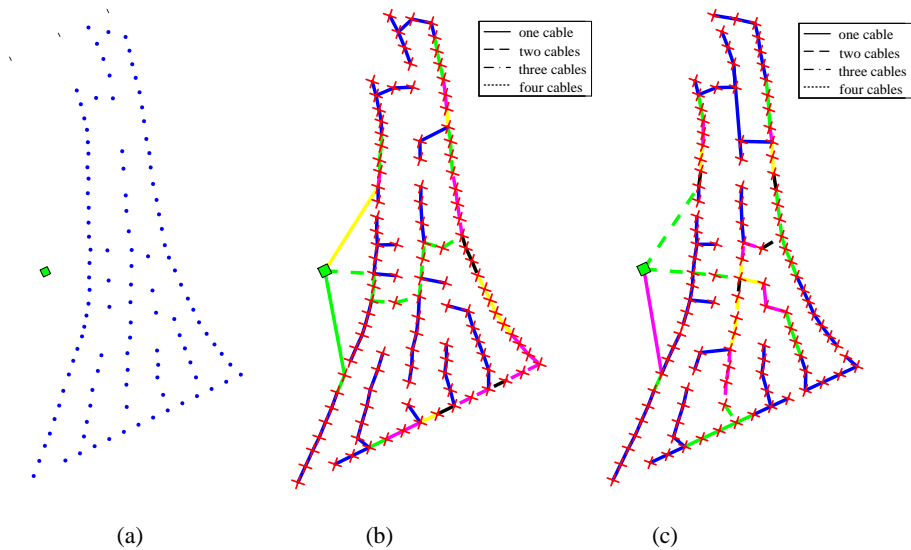 one cable
two cables
three cables
four cables
one cable
two cables
three cables
four cables
(a)
(b)
(c)